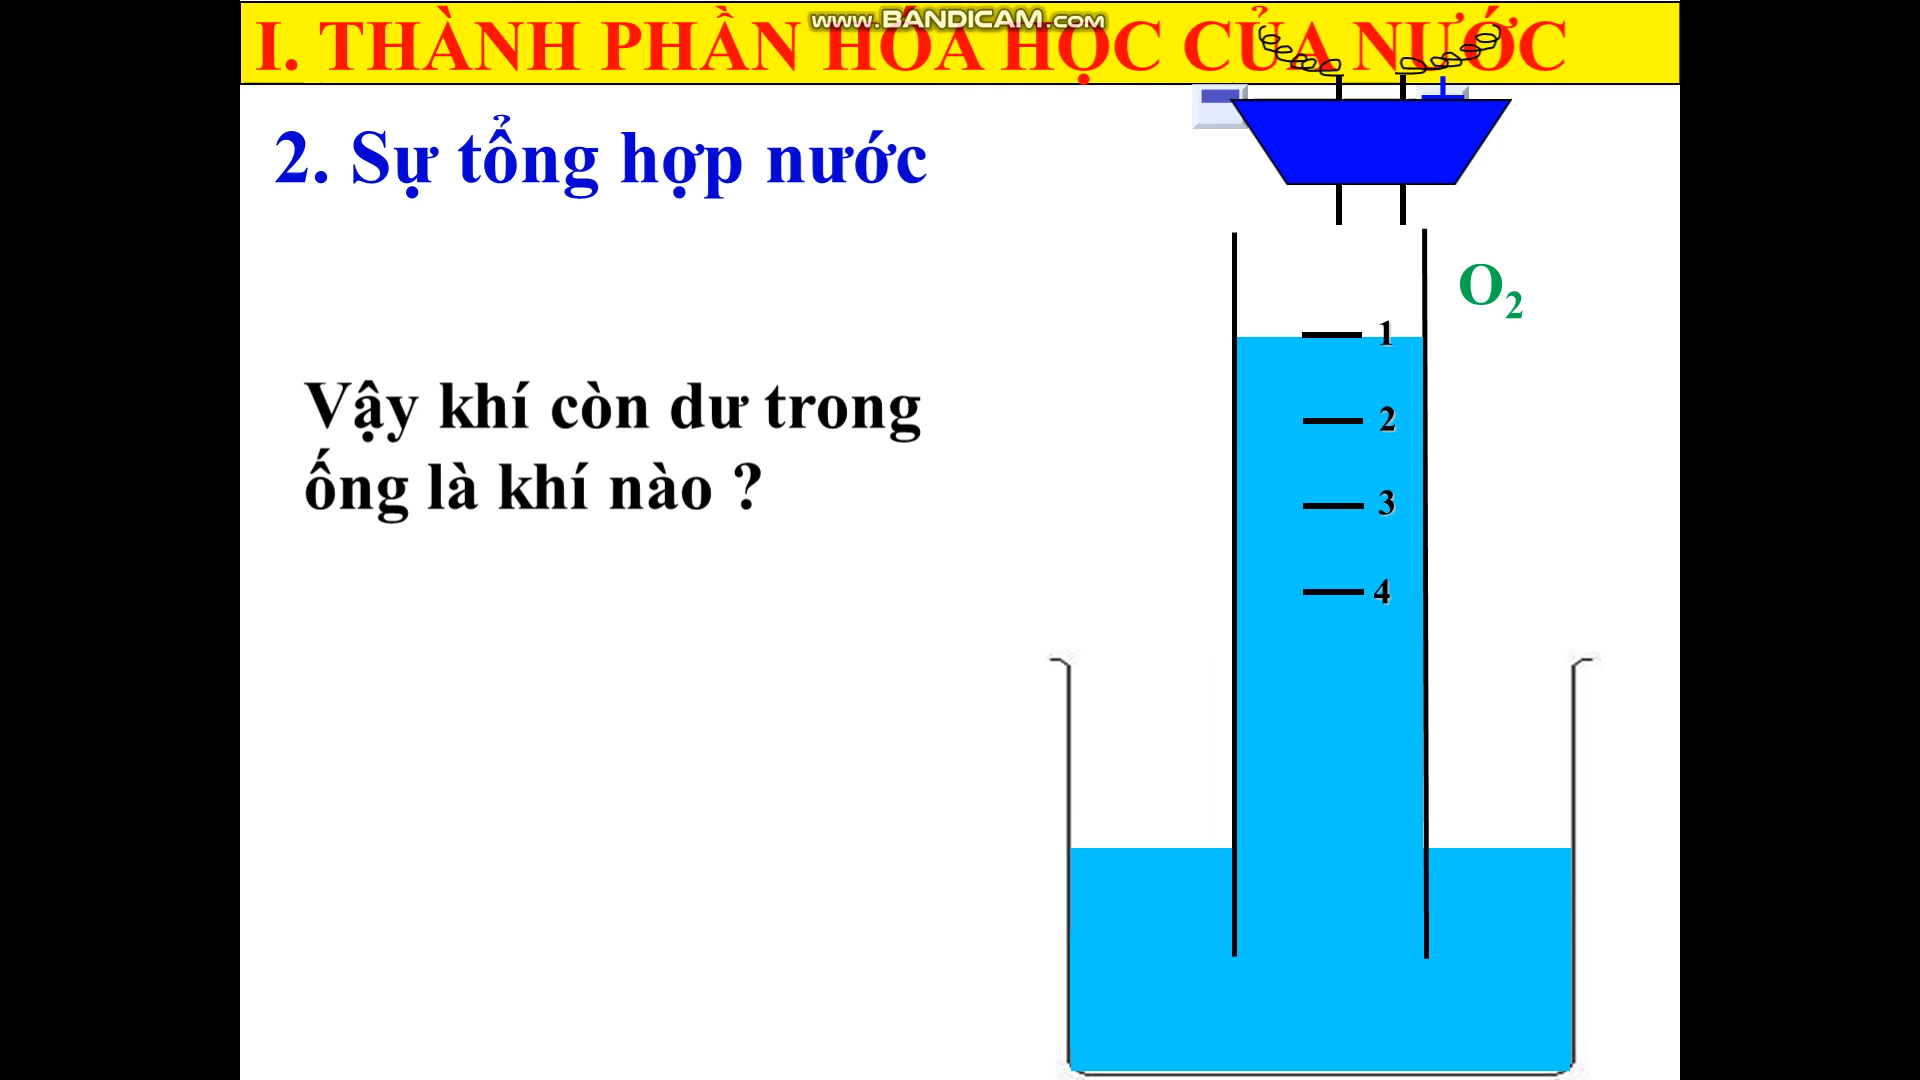 www.BANDICAM.com
I. THÀNH PHẦN HÓA HỌC CỦA NƯỚC
2. Sự tổng hợp nước
O2
1
Vậy khí còn dư trong
2
ống là khí nào ?
3
4